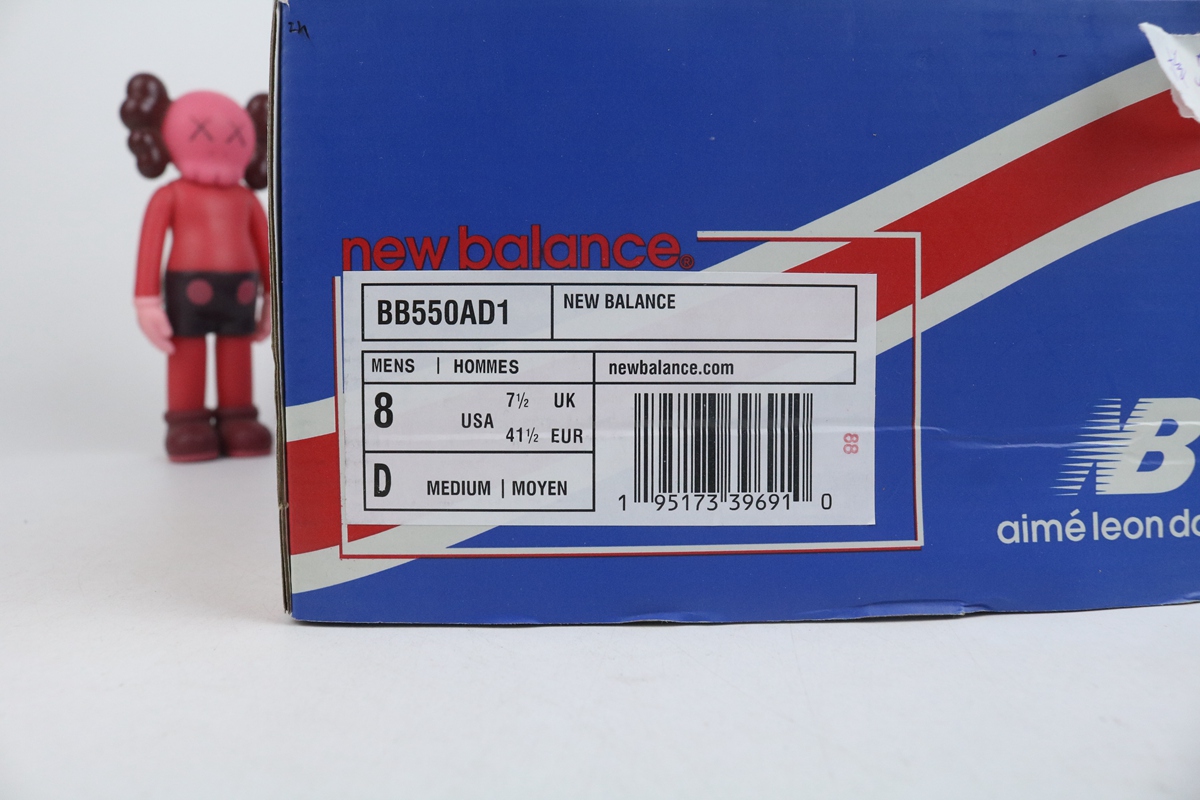 new balance®
BB550AD1
NEW BALANCE
MENS | HOMMES
newbalance.com
8 USA 7½ UK
41½ EUR
D MEDIUM | MOYEN
1 95173 39691 0
88
B
aimé leon do